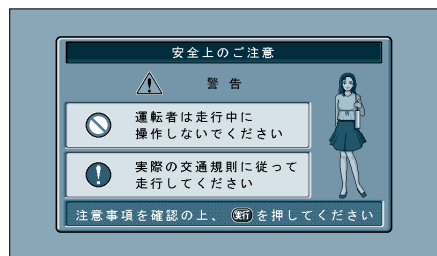 安全上のご注意
警告
運転者は走行中に
操作しないでください
実際の交通規則に従って
走行してください
注意事項を確認の上、実行を押してください